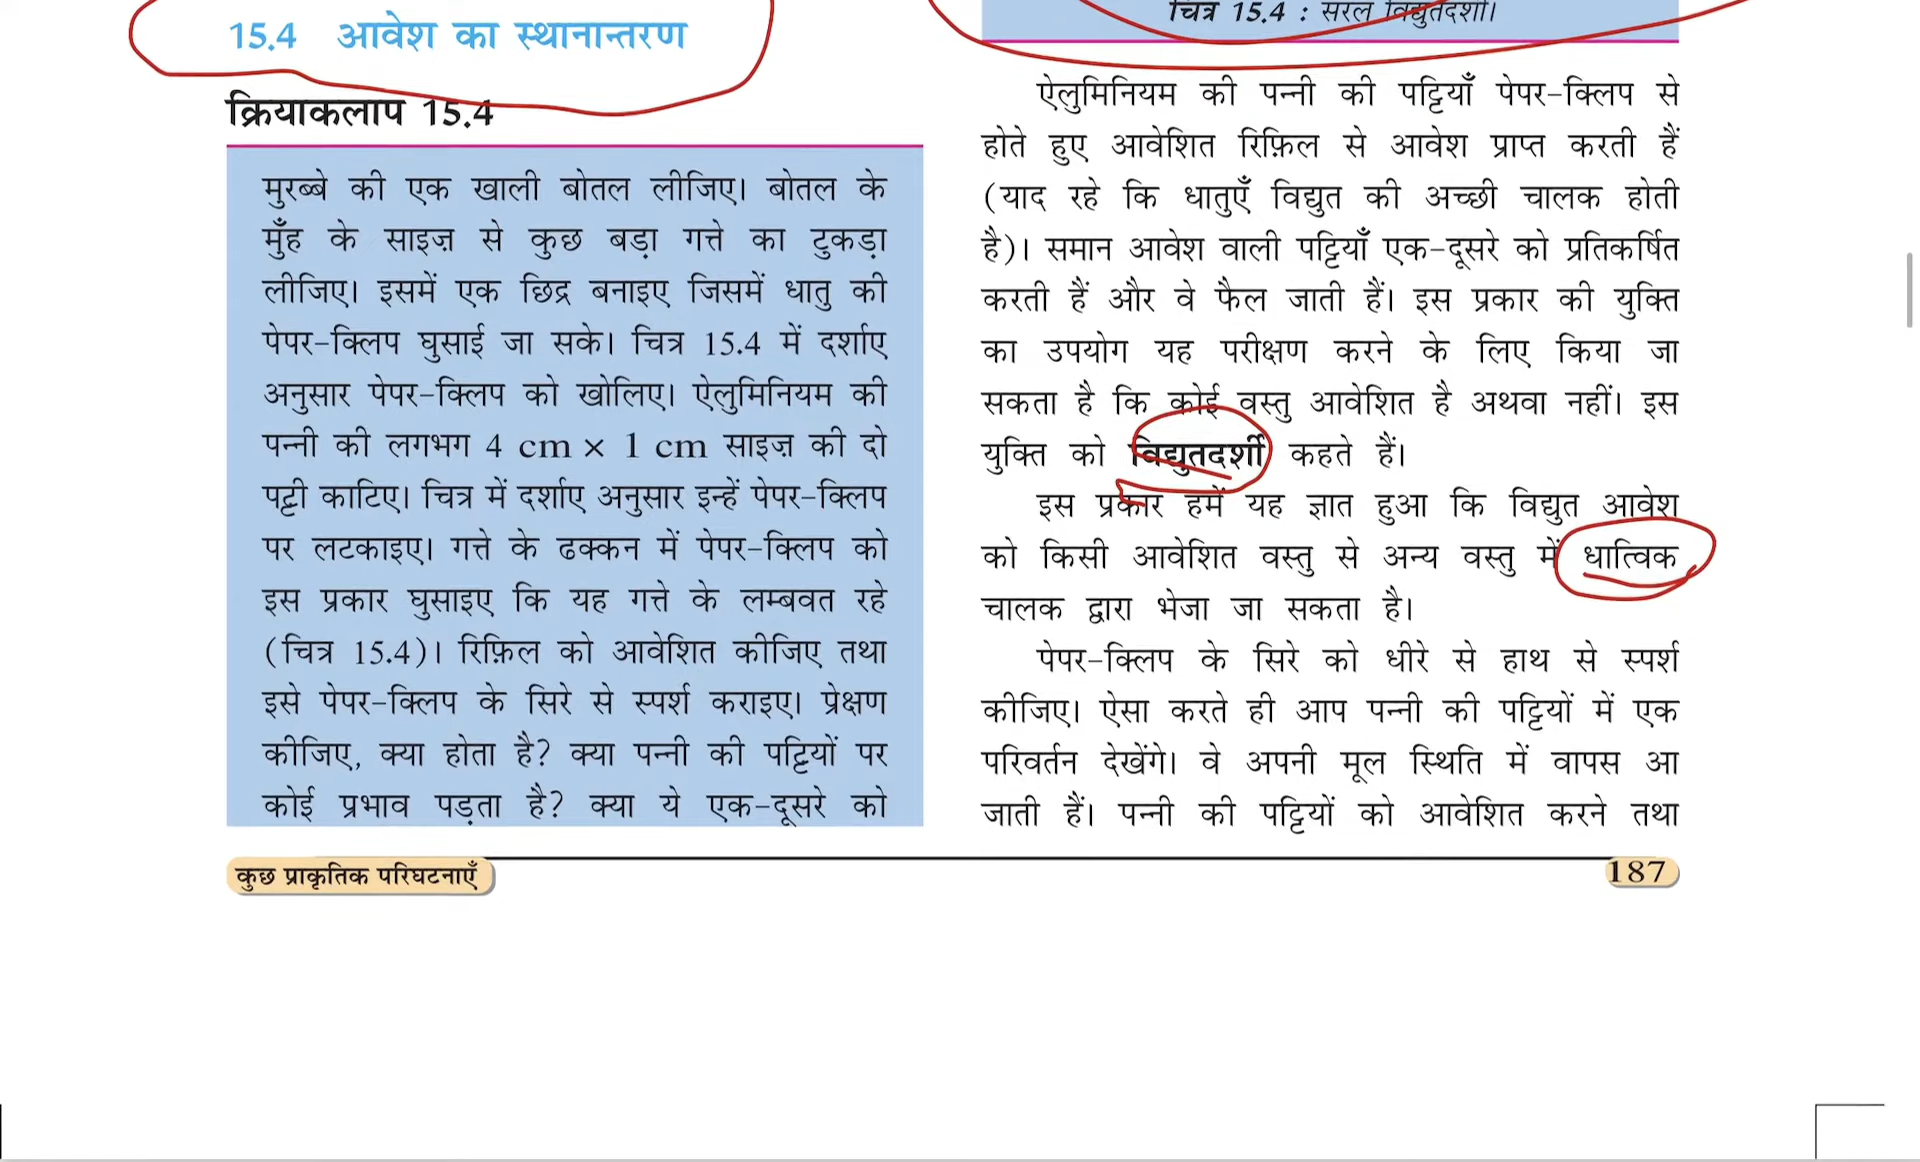 15.4 आवेश का स्थानान्तरण
क्रियाकलाप 15.4
मुरब्बे की एक खाली बोतल लीजिए। बोतल के
मुँह के साइज़ से कुछ बड़ा गत्ते का टुकड़ा
लीजिए। इसमें एक छिद्र बनाइए जिसमें धातु की
पेपर-क्लिप घुसाई जा सके। चित्र 15.4 में दर्शाए
अनुसार पेपर-क्लिप को खोलिए। ऐलुमिनियम की
पन्नी की लगभग 4 cm × 1 cm साइज़ की दो
पट्टी काटिए। चित्र में दर्शाए अनुसार इन्हें पेपर-क्लिप
पर लटकाइए। गत्ते के ढक्कन में पेपर-क्लिप को
इस प्रकार घुसाइए कि यह गत्ते के लम्बवत रहे
(चित्र 15.4)। रिफ़िल को आवेशित कीजिए तथा
इसे पेपर-क्लिप के सिरे से स्पर्श कराइए। प्रेक्षण
कीजिए, क्या होता है? क्या पन्नी की पट्टियों पर
कोई प्रभाव पड़ता है? क्या ये एक-दूसरे को
चित्र 15.4 : सरल विद्युतदर्शी।
ऐलुमिनियम की पन्नी की पट्टियाँ पेपर-क्लिप से
होते हुए आवेशित रिफ़िल से आवेश प्राप्त करती हैं
(याद रहे कि धातुएँ विद्युत की अच्छी चालक होती
है)। समान आवेश वाली पट्टियाँ एक-दूसरे को प्रतिकर्षित
करती हैं और वे फैल जाती हैं। इस प्रकार की युक्ति
का उपयोग यह परीक्षण करने के लिए किया जा
सकता है कि कोई वस्तु आवेशित है अथवा नहीं। इस
युक्ति को विद्युतदर्शी कहते हैं।
इस प्रकार हमें यह ज्ञात हुआ कि विद्युत आवेश
को किसी आवेशित वस्तु से अन्य वस्तु में धात्विक
चालक द्वारा भेजा जा सकता है।
पेपर-क्लिप के सिरे को धीरे से हाथ से स्पर्श
कीजिए। ऐसा करते ही आप पन्नी की पट्टियों में एक
परिवर्तन देखेंगे। वे अपनी मूल स्थिति में वापस आ
जाती हैं। पन्नी की पट्टियों को आवेशित करने तथा
कुछ प्राकृतिक परिघटनाएँ
187